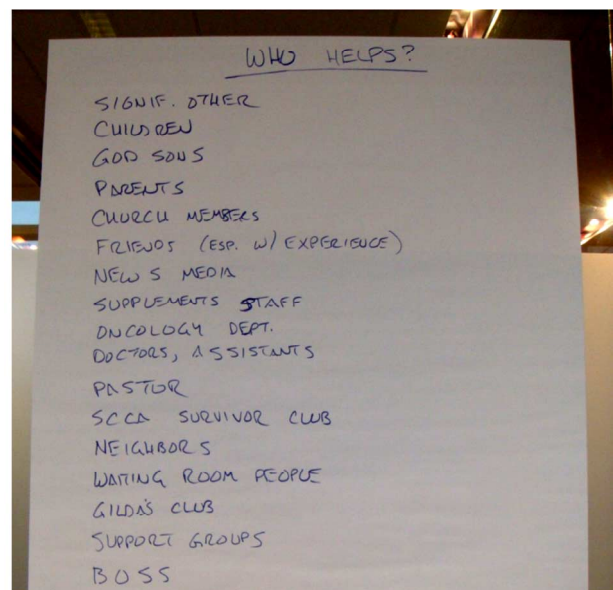 WHO HELPS?
SIGNIF. OTHER
CHILDREN
GOD SONS
PARENTS
CHURCH MEMBERS
FRIENDS (ESP. W/ EXPERIENCE)
NEWS MEDIA
SUPPLEMENTS STAFF
ONCOLOGY DEPT.
DOCTORS, ASSISTANTS
PASTOR
SCCA SURVIVOR CLUB
NEIGHBORS
WAITING ROOM PEOPLE
GILDA'S CLUB
SUPPORT GROUPS
BOSS